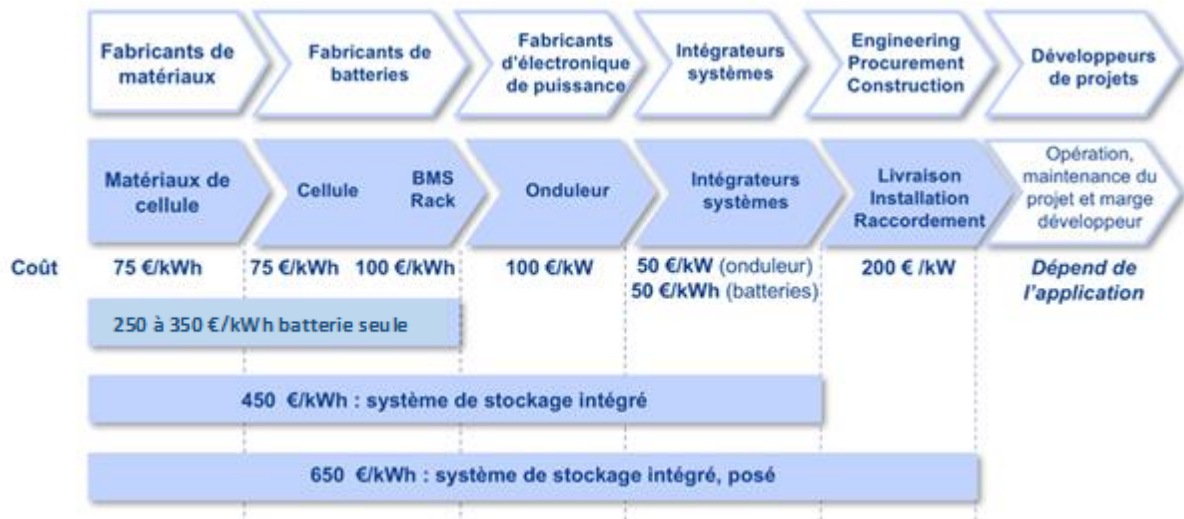 Fabricants de
matériaux
Fabricants de
batteries
Fabricants
d'électronique
de puissance
Intégrateurs
systèmes
Engineering
Procurement
Construction
Développeurs
de projets
Matériaux de
cellule
Cellule
BMS
Rack
Onduleur
Intégrateurs
systèmes
Livraison
Installation
Raccordement
Opération,
maintenance du
projet et marge
développeur
Coût
75 €/kWh
75 €/kWh
100 €/kWh
100 €/kW
50 €/kW (onduleur)
50 €/kWh (batteries)
200 € /kW
Dépend de
l'application
250 à 350 €/kWh batterie seule
450 €/kWh : système de stockage intégré
650 €/kWh : système de stockage intégré, posé